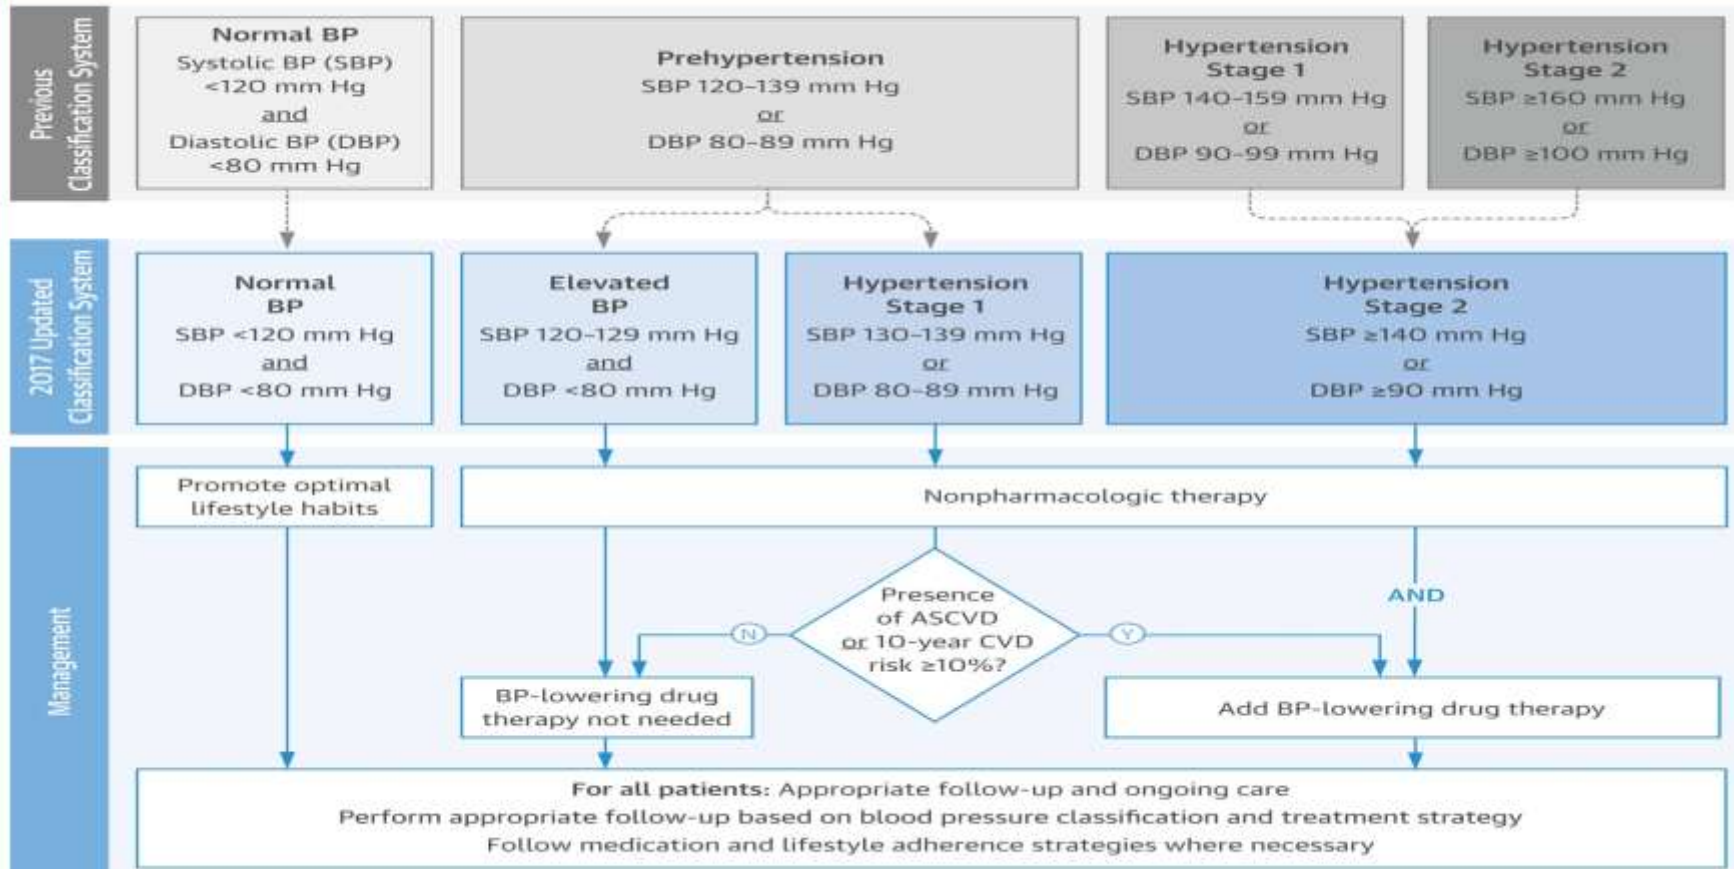 Previous
Classification System
Normal BP
Systolic BP (SBP)
<120 mm Hg
and
Diastolic BP (DBP)
<80 mm Hg
Prehypertension
SBP 120–139 mm Hg
or
DBP 80–89 mm Hg
Hypertension
Stage 1
SBP 140–159 mm Hg
or
DBP 90–99 mm Hg
Hypertension
Stage 2
SBP ≥160 mm Hg
or
DBP ≥100 mm Hg
2017 Updated
Classification System
Normal
BP
SBP <120 mm Hg
and
DBP <80 mm Hg
Elevated
BP
SBP 120–129 mm Hg
and
DBP <80 mm Hg
Hypertension
Stage 1
SBP 130–139 mm Hg
or
DBP 80–89 mm Hg
Hypertension
Stage 2
SBP ≥140 mm Hg
or
DBP ≥90 mm Hg
Management
Promote optimal
lifestyle habits
Nonpharmacologic therapy
Presence
of ASCVD
or 10-year CVD
risk ≥10%?
N
Y
AND
BP-lowering drug
therapy not needed
Add BP-lowering drug therapy
For all patients: Appropriate follow-up and ongoing care
Perform appropriate follow-up based on blood pressure classification and treatment strategy
Follow medication and lifestyle adherence strategies where necessary